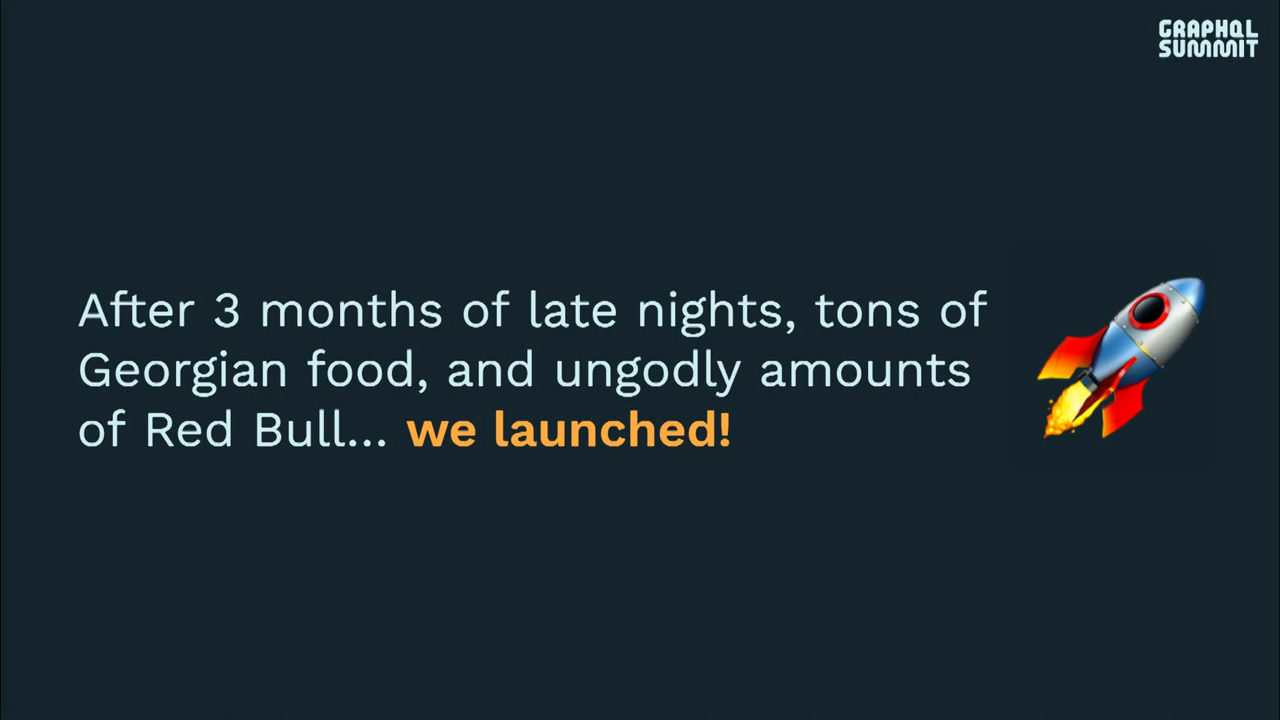 GRAPHQL
SUMMIT
After 3 months of late nights, tons of
Georgian food, and ungodly amounts
of Red Bull... we launched!